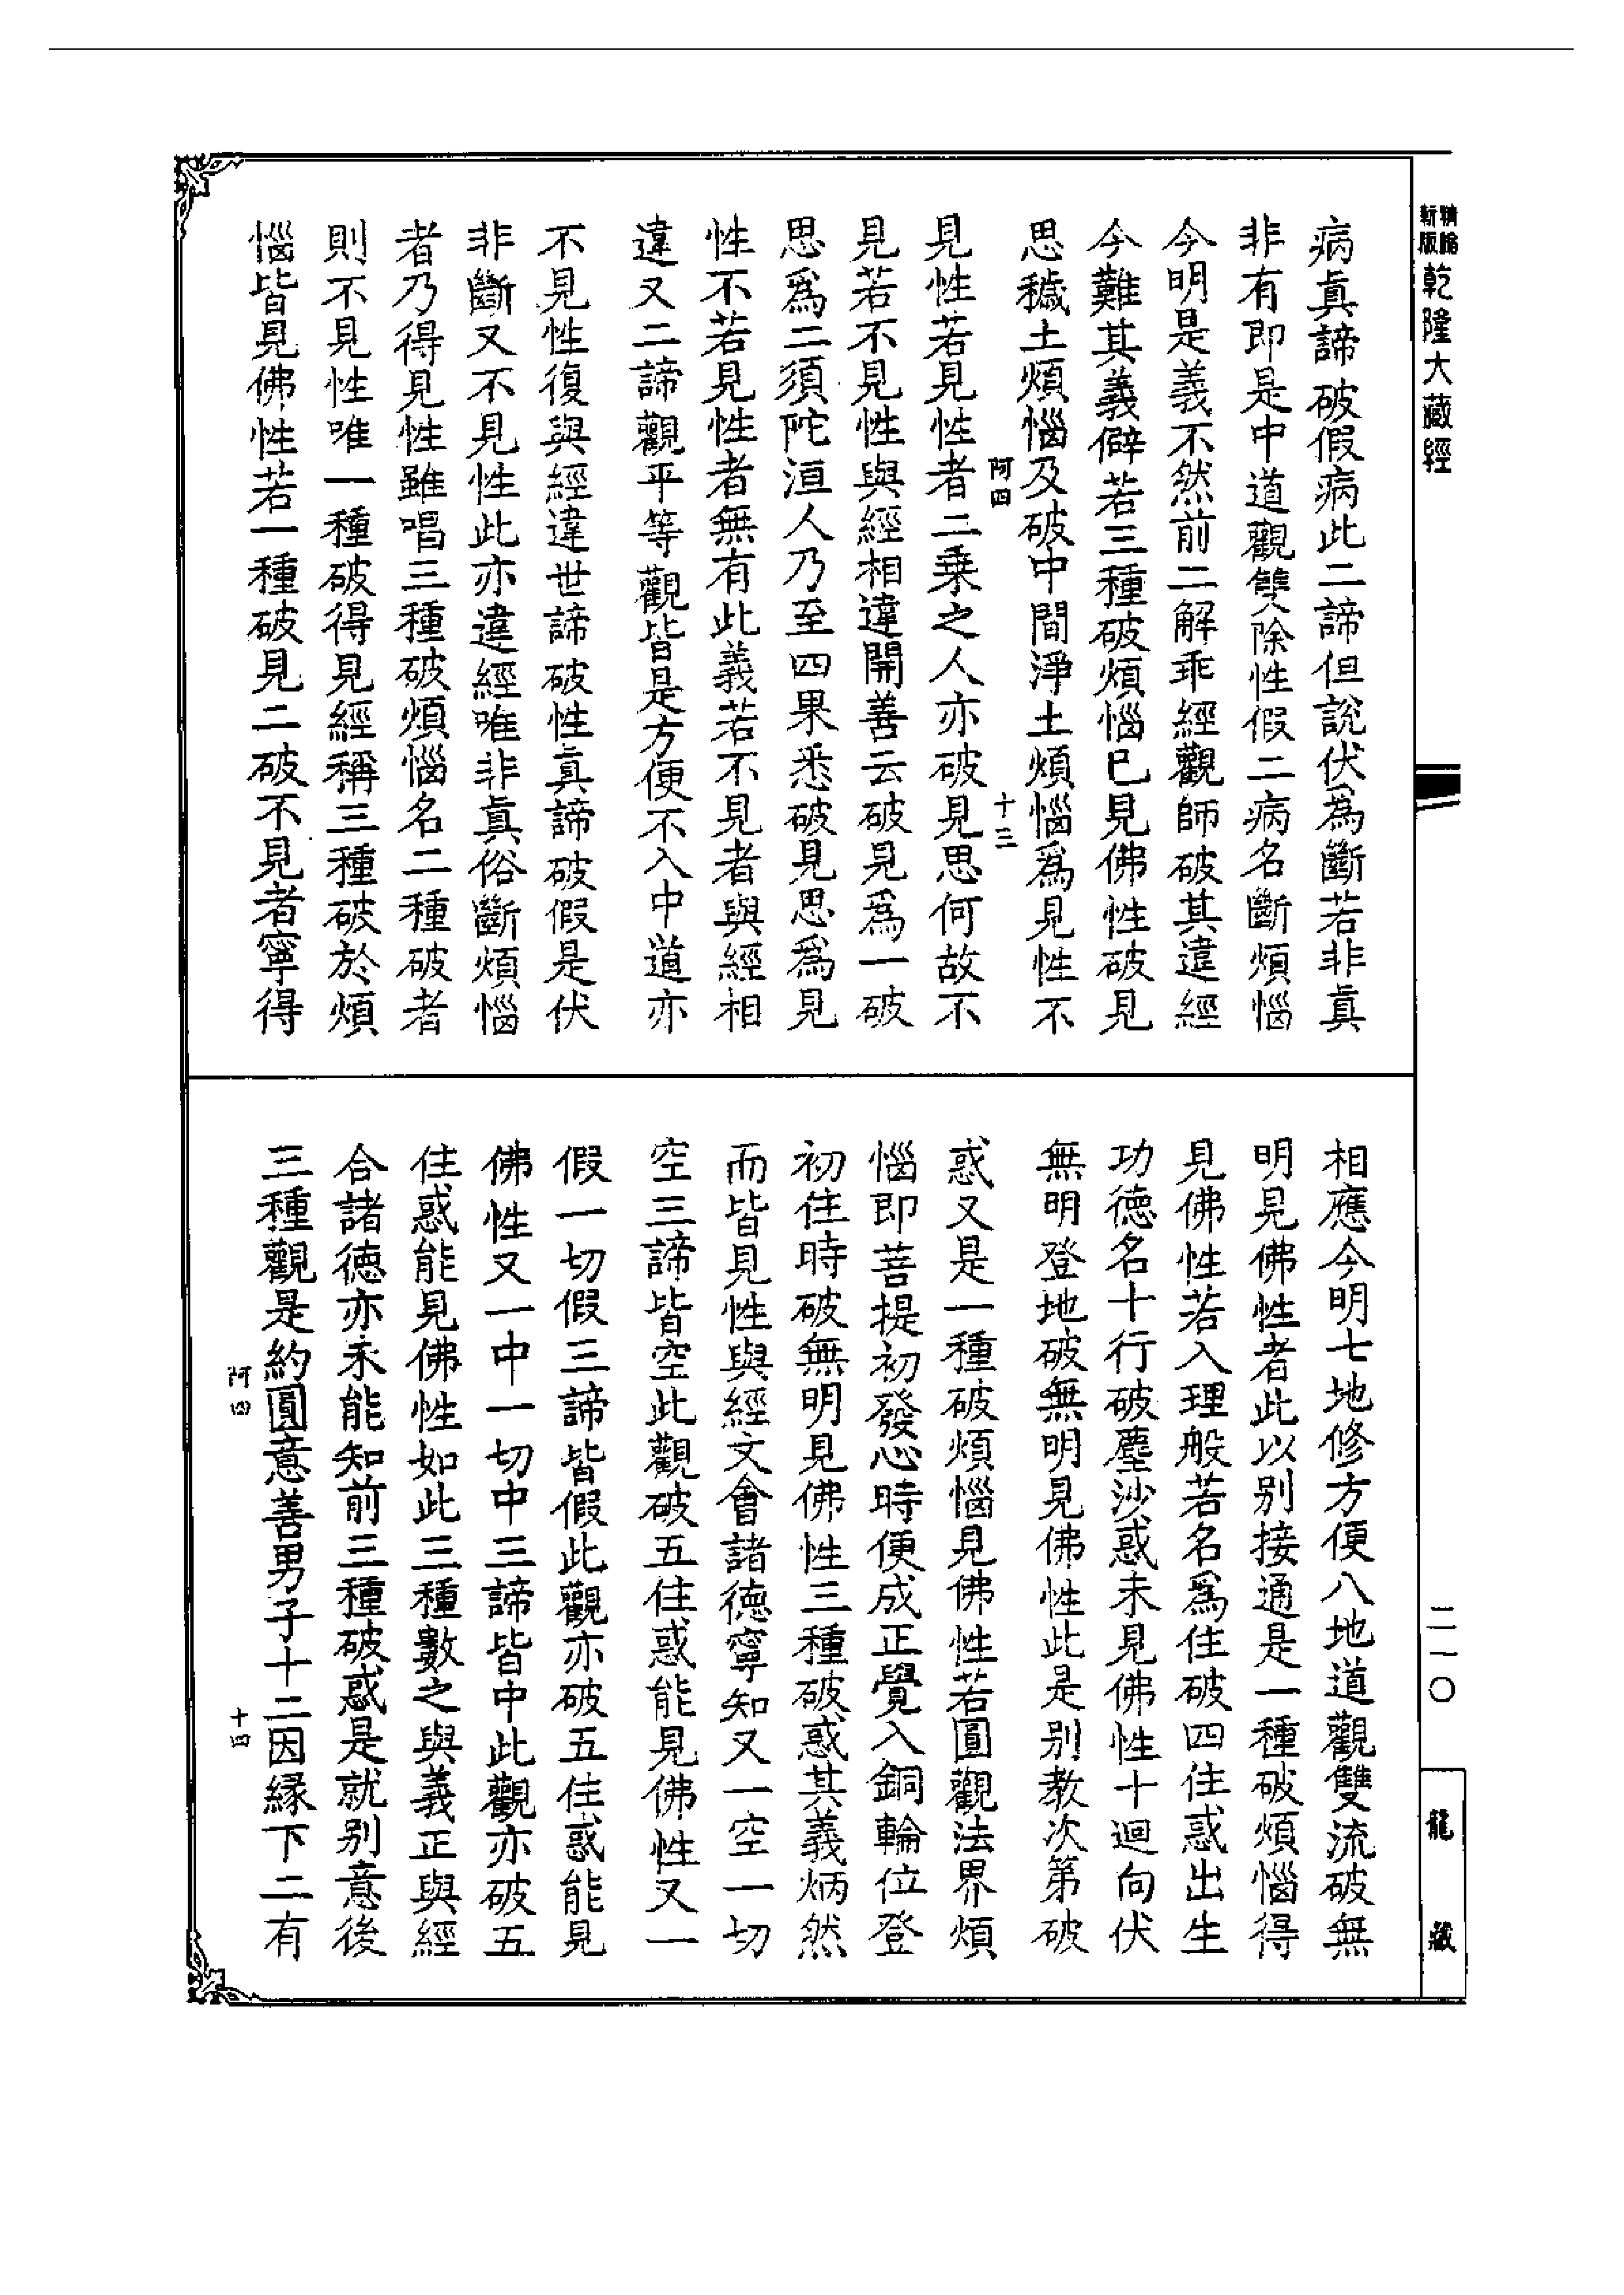 精繪
新版
乾隆大藏經
病眞諦破假病此二諦但說伏為斷若非眞
非有即是中道觀雙除性假二病名斷煩惱
今明是義不然前二解乖經觀師破其違經
今難其義僻若三種破煩惱已見佛性破見
思穢土煩惱及破中間淨土煩惱爲見性不
阿四
十三
見性若見性者二乘之人亦破見思何故不
見若不見性與經相違開善云破見爲一破
思爲二須陀洹人乃至四果悉破見思爲見
性不若見性者無有此義若不見者與經相
違又二諦觀平等觀皆是方便不入中道亦
不見性復與經違世諦破性眞諦破假是伏
非斷又不見性此亦違經唯非眞俗斷煩惱
者乃得見性雖唱三種破煩惱名二種破者
則不見性唯一種破得見經稱三種破於煩
惱皆見佛性若一種破見二破不見者寧得
相應今明七地修方便八地道觀雙流破無
明見佛性者此以别接通是一種破煩惱得
見佛性若入理般若名爲住破四住惑出生
功德名十行破塵沙惑未見佛性十迴向伏
無明登地破無明見佛性此是别教次第破
惑又是一種破煩惱見佛性若圓觀法界煩
惱即菩提初發心時便成正覺入銅輪位登
初住時破無明見佛性三種破惑其義炳然
而皆見性與經文會諸德寧知又一空一切
空三諦皆空此觀破五住惑能見佛性又一
假一切假三諦皆假此觀亦破五住惑能見
佛性又一中一切中三諦皆中此觀亦破五
住惑能見佛性如此三種數之與義正與經
合諸德亦未能知前三種破惑是就别意後
三種觀是約圓意善男子十二因緣下二有
阿四
十四
二一〇
龍藏